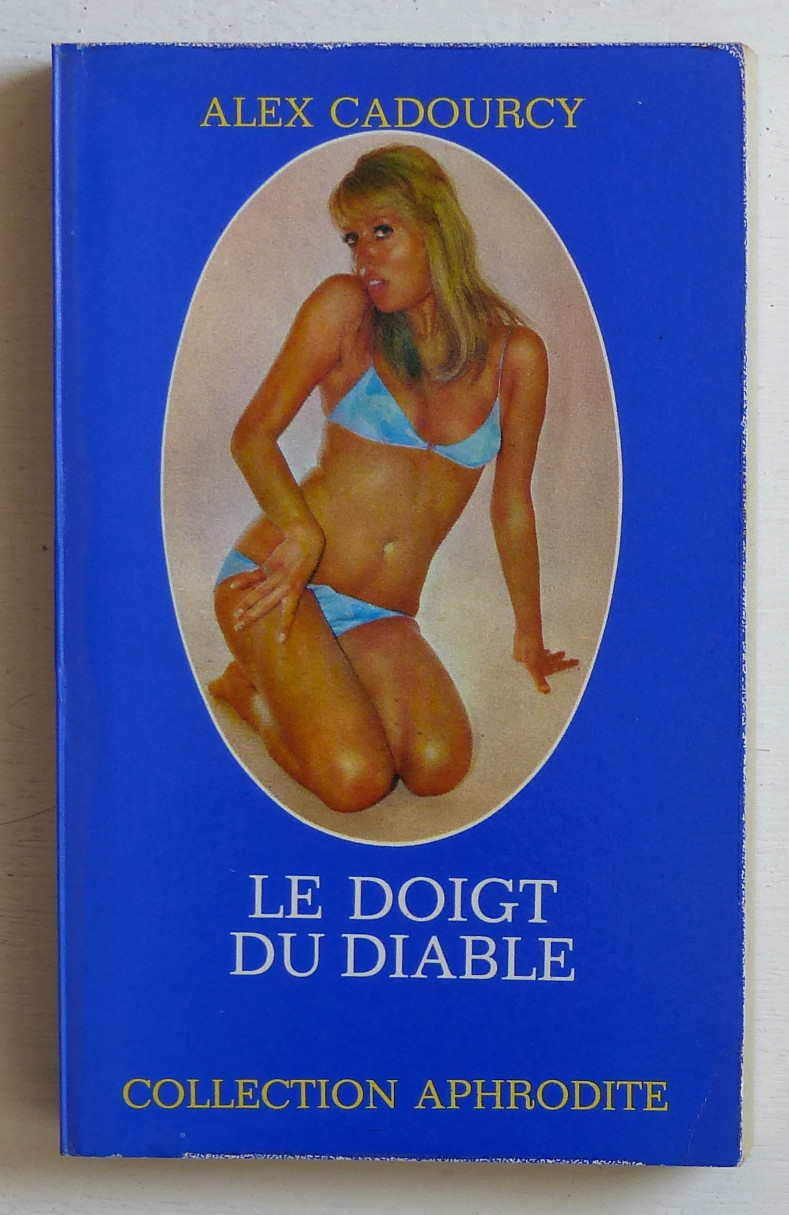 ALEX CADOURCY
LE DOIGT
DU DIABLE
COLLECTION APHRODITE